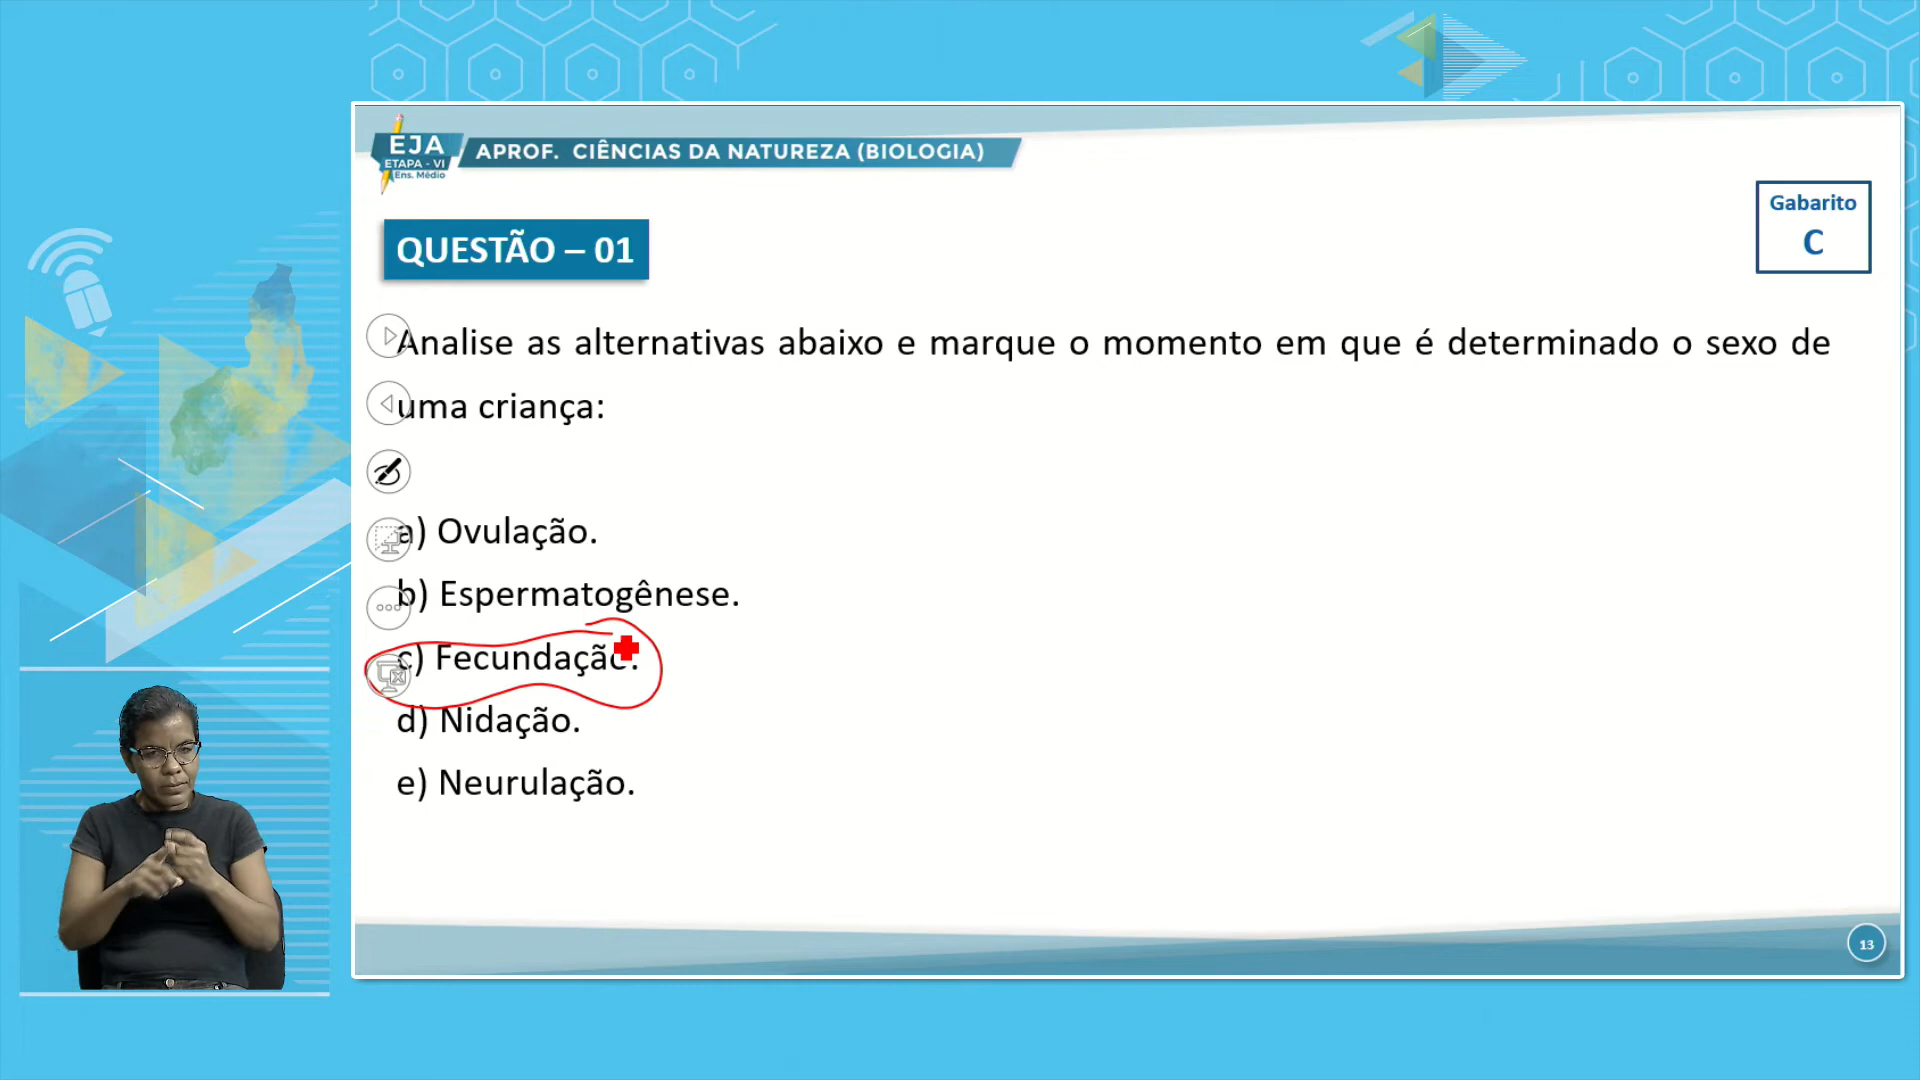 EJA
ETAPA - VI
Ens. Médio
APROF. CIÊNCIAS DA NATUREZA (BIOLOGIA)
Gabarito
C
QUESTÃO – 01
Analise as alternativas abaixo e marque o momento em que é determinado o sexo de
uma criança:
a) Ovulação.
b) Espermatogênese.
c) Fecundação.
d) Nidação.
e) Neurulação.
13